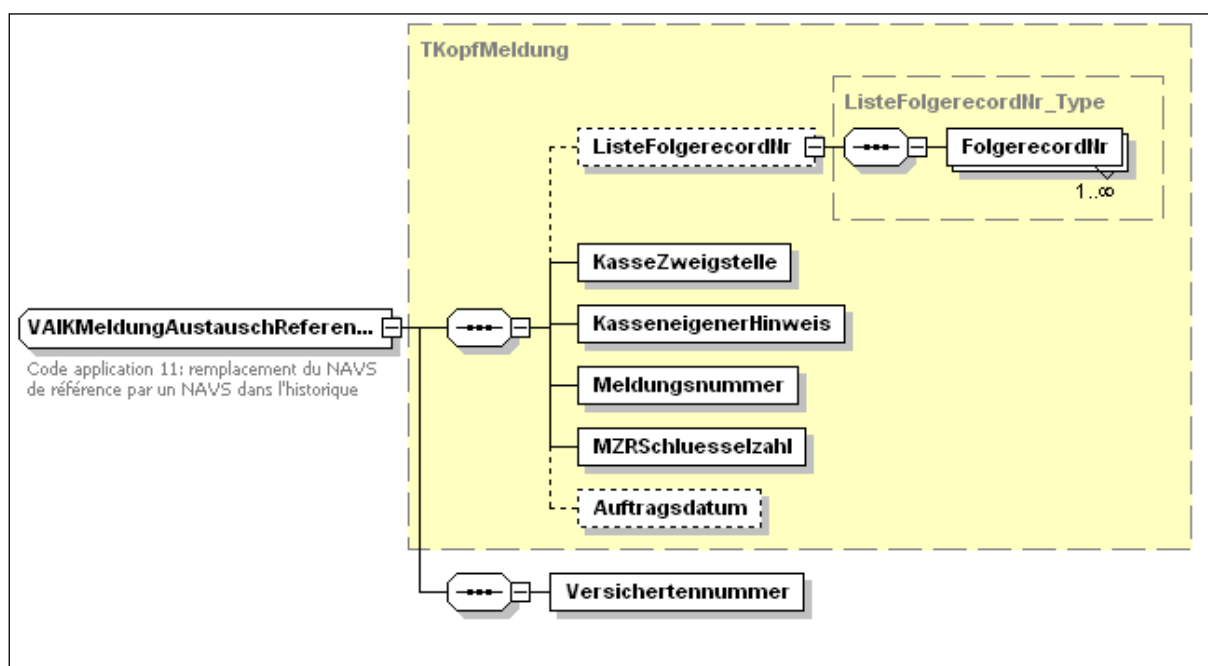 TKopfMeldung
ListeFolgerecordNr_Type
ListeFolgerecordNr
FolgerecordNr
1..∞
KasseZweigstelle
KasseneigenerHinweis
VAIKMeldungAustauschReferen...
Meldungsnummer
Code application 11: remplacement du NAVS
de référence par un NAVS dans l'historique
MZRSchluesselzahl
Auftragsdatum
Versichertennummer